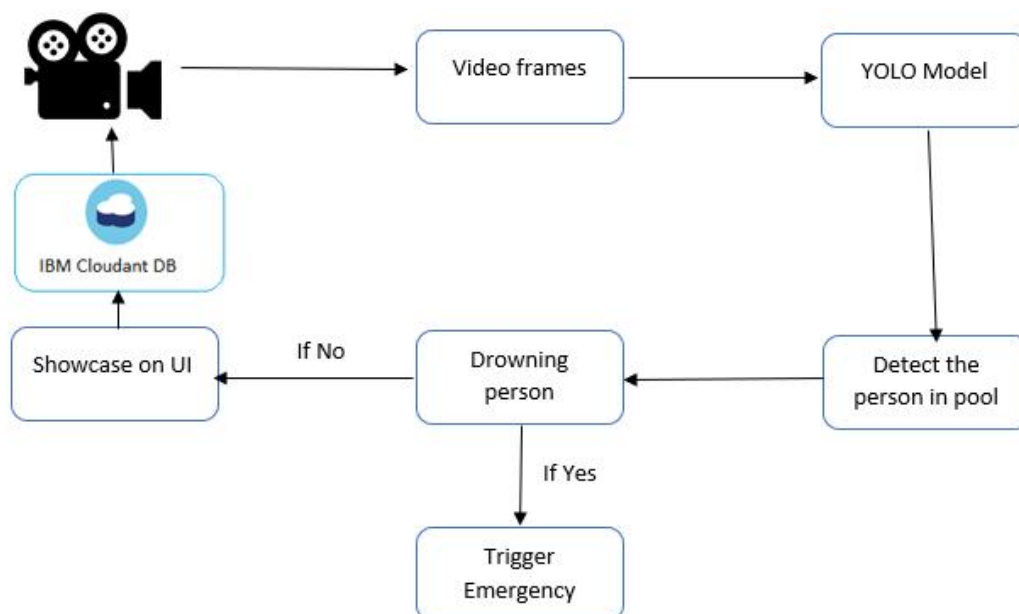 Video frames
YOLO Model
IBM Cloudant DB
Showcase on UI
If No
Drowning
person
Detect the
person in pool
If Yes
Trigger
Emergency